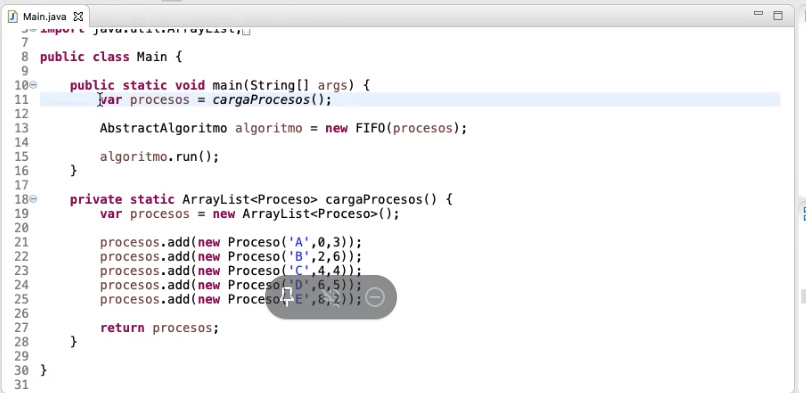 Main.java
5 import java.util.ArrayList;
7
8 public class Main {
9
10 public static void main(String[] args) {
11 var procesos = cargaProcesos();
12
13 AbstractAlgoritmo algoritmo = new FIFO(procesos);
14
15 algoritmo.run();
16 }
17
18 private static ArrayList<Proceso> cargaProcesos() {
19 var procesos = new ArrayList<Proceso>();
20
21 procesos.add(new Proceso('A',0,3));
22 procesos.add(new Proceso('B',2,6));
23 procesos.add(new Proceso('C',4,4));
24 procesos.add(new Proceso('D',6,5));
25 procesos.add(new Proceso('E',8,2));
26
27 return procesos;
28 }
29
30 }
31